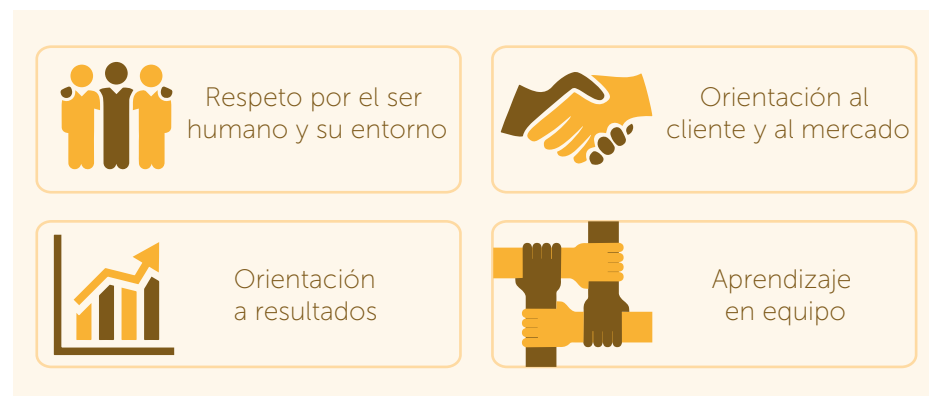 Respeto por el ser
humano y su entorno
Orientación al
cliente y al mercado
Orientación
a resultados
Aprendizaje
en equipo